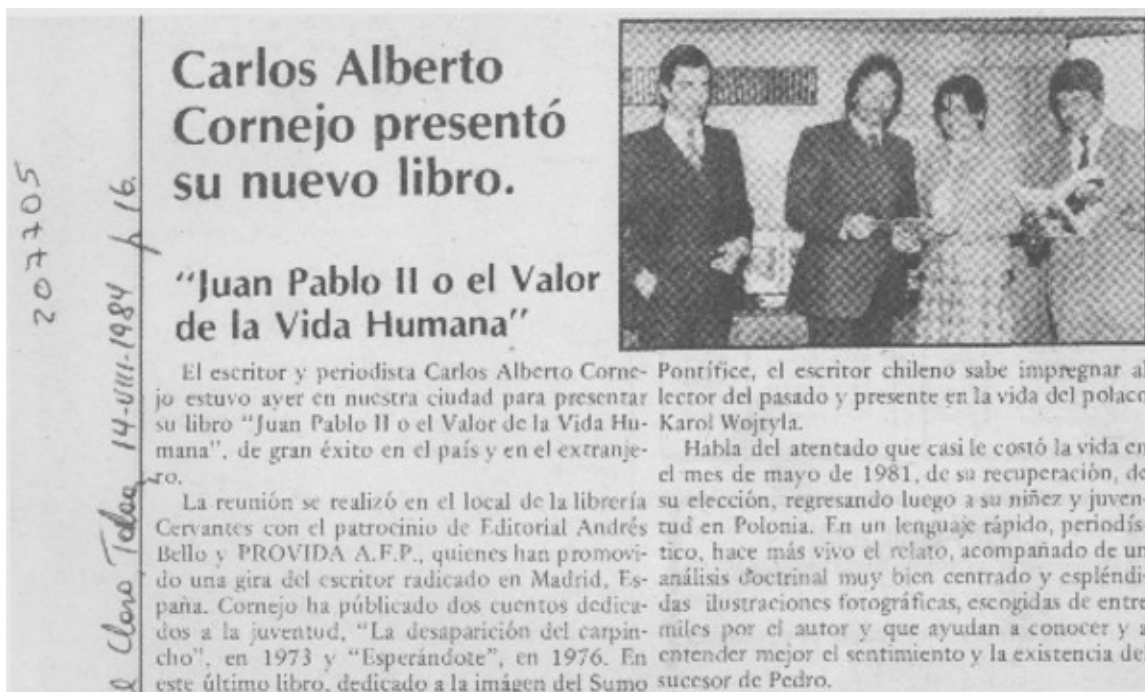 Carlos Alberto
Cornejo presentó
su nuevo libro.
"Juan Pablo II o el Valor
de la Vida Humana"
El escritor y periodista Carlos Alberto Corne-
jo estuvo ayer en nuestra ciudad para presentar
su libro "Juan Pablo II o el Valor de la Vida Hu-
mana", de gran éxito en el país y en el extranje-
ro.
La reunión se realizó en el local de la librería
Cervantes con el patrocinio de Editorial Andrés
Bello y PROVIDA A.F.P., quienes han promovi-
do una gira del escritor radicado en Madrid, Es-
paña. Cornejo ha públicado dos cuentos dedica-
dos a la juventud, "La desaparición del carpin-
cho", en 1973 y "Esperándote", en 1976. En
este último libro, dedicado a la imágen del Sumo
Pontífice, el escritor chileno sabe impregnar al
lector del pasado y presente en la vida del polaco
Karol Wojtyla.
Habla del atentado que casi le costó la vida en
el mes de mayo de 1981, de su recuperación, de
su elección, regresando luego a su niñez y juven
tud en Polonia. En un lenguaje rápido, periodís
tico, hace más vivo el relato, acompañado de un
análisis doctrinal muy bien centrado y espléndi
das ilustraciones fotográficas, escogidas de entre
miles por el autor y que ayudan a conocer y a
entender mejor el sentimiento y la existencia de
sucesor de Pedro.
207705
14-VIII-1984 p 16.